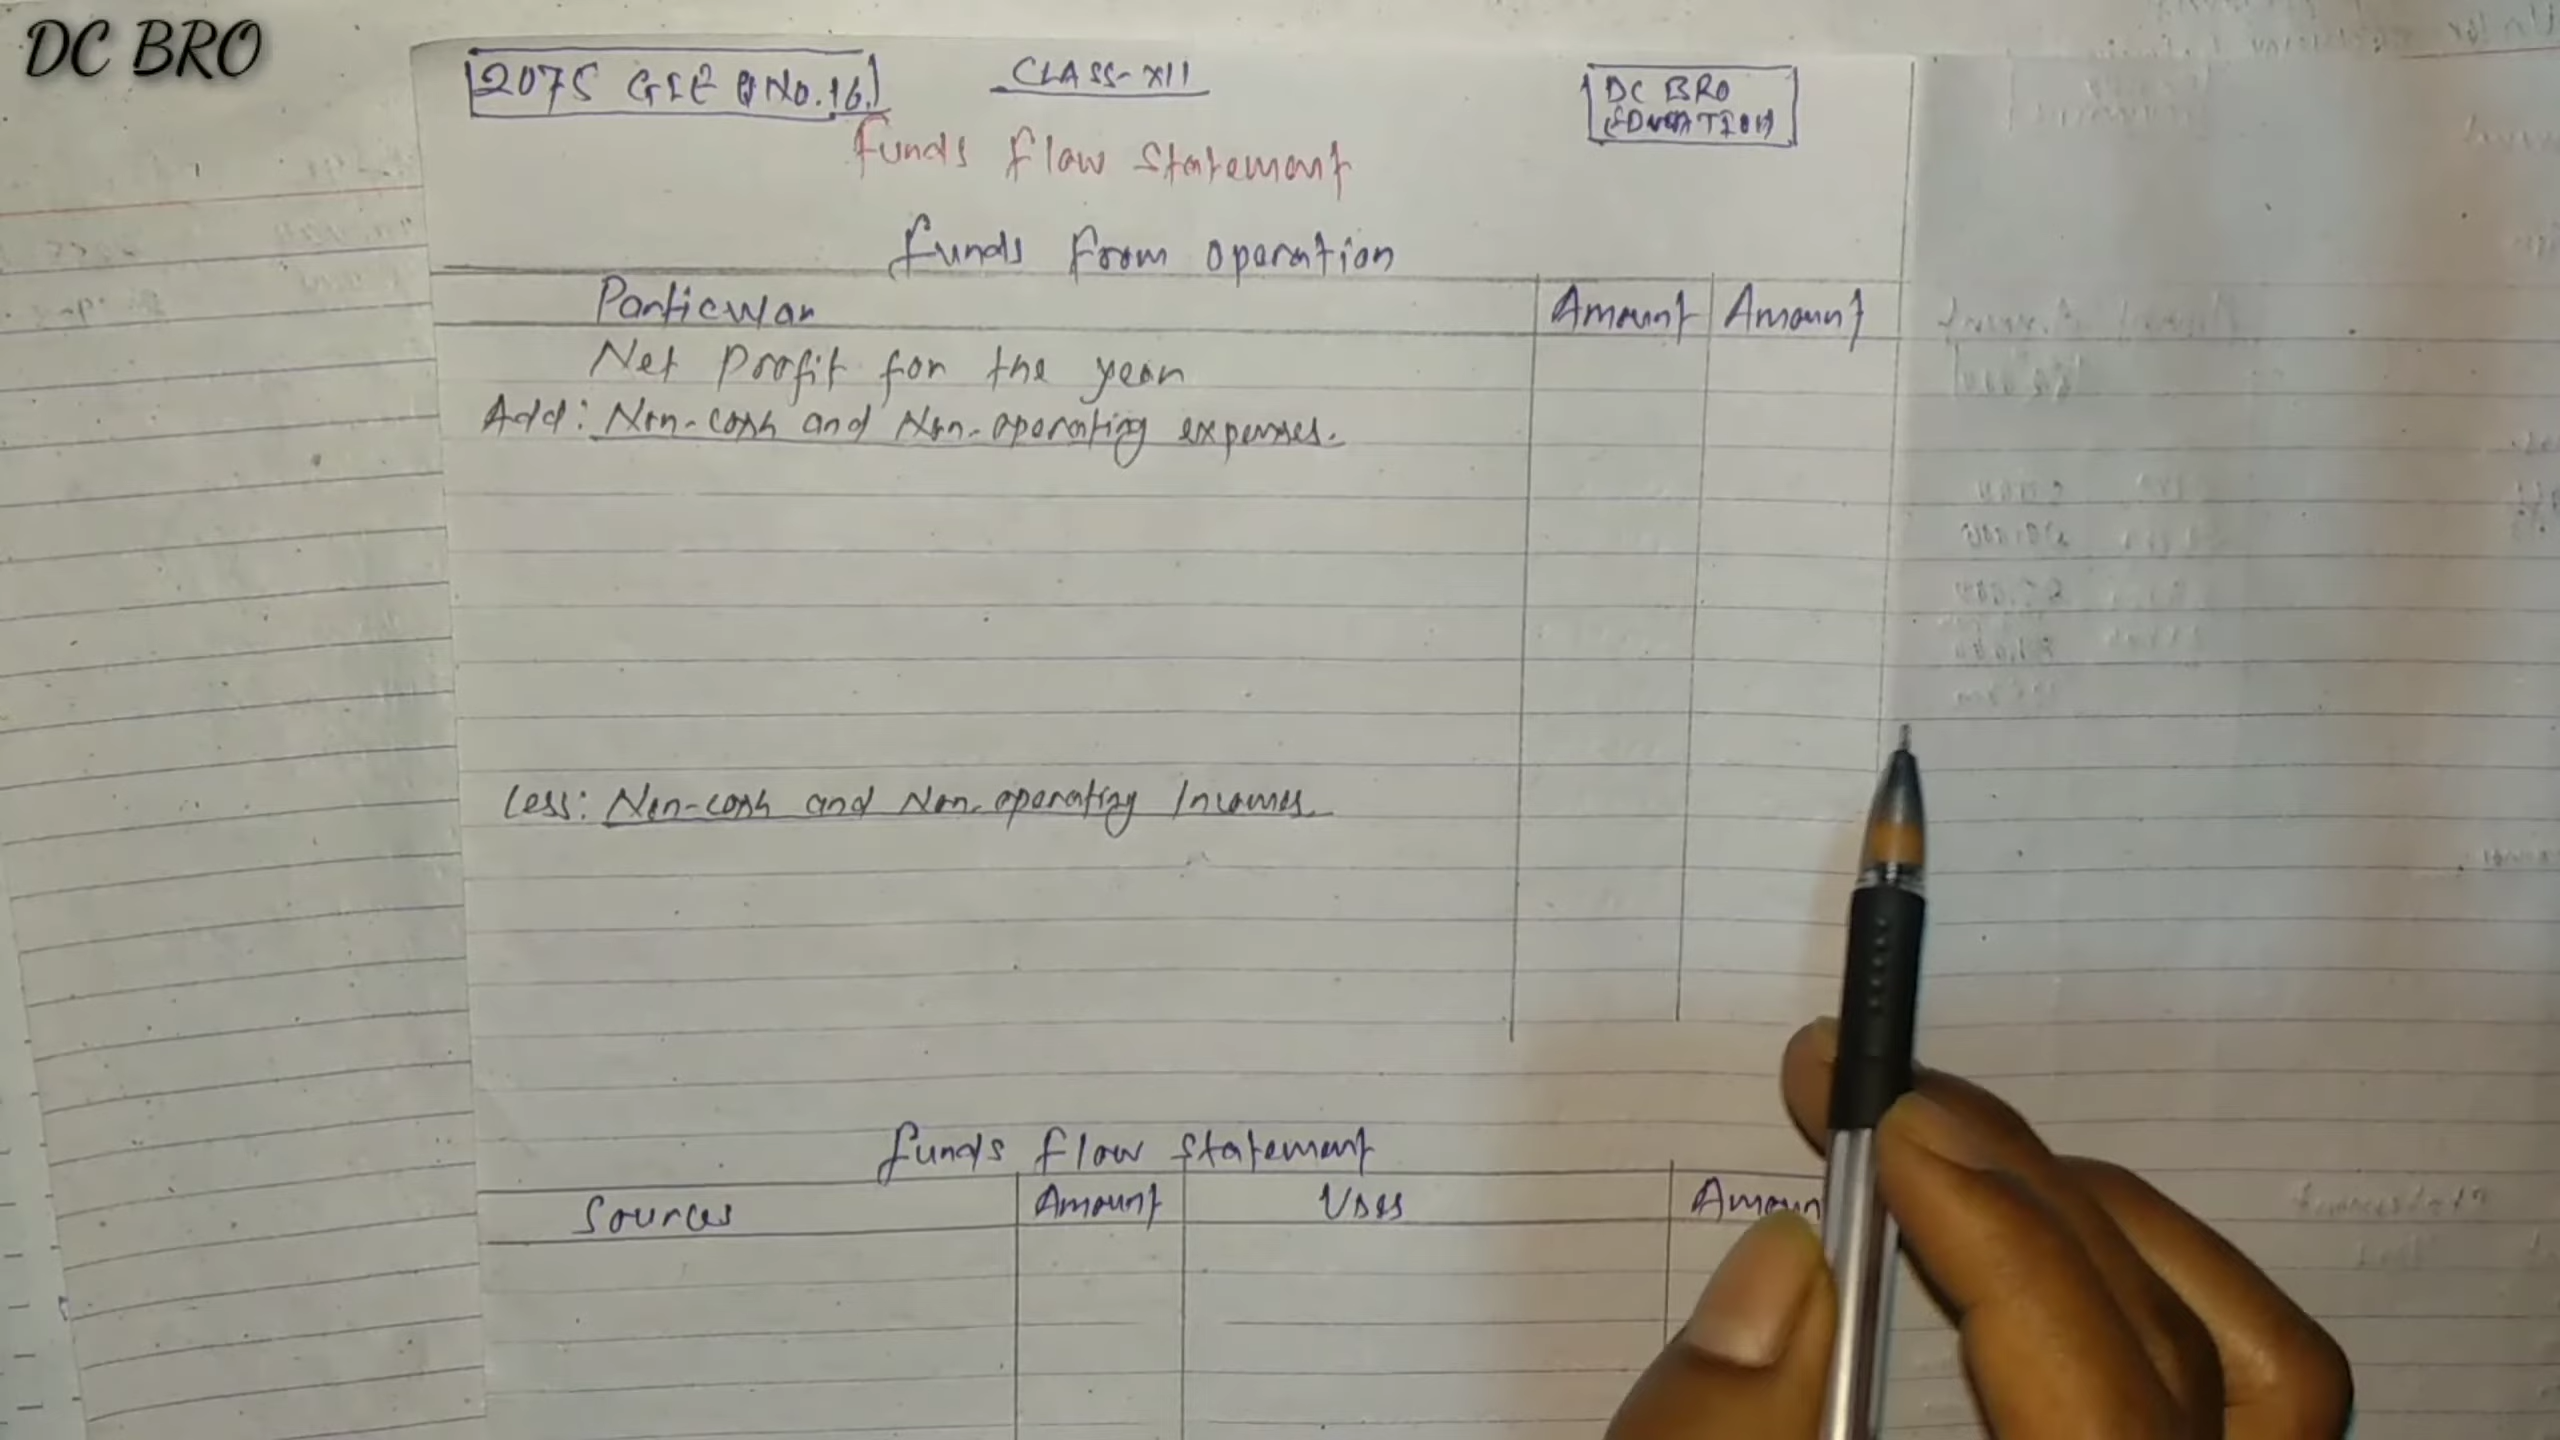 DC BRO
2075 GIE Q No. 16.
CLASS-XII
DC BRO
EDUCATION
Funds Flow Statement
Funds From Operation
Particular Amount Amount
Net Profit for the year
Add: Non-cash and Non-operating expenses.
Less: Non-cash and Non-operating Incomes.
Funds Flow Statement
Sources Amount Uses Amoun